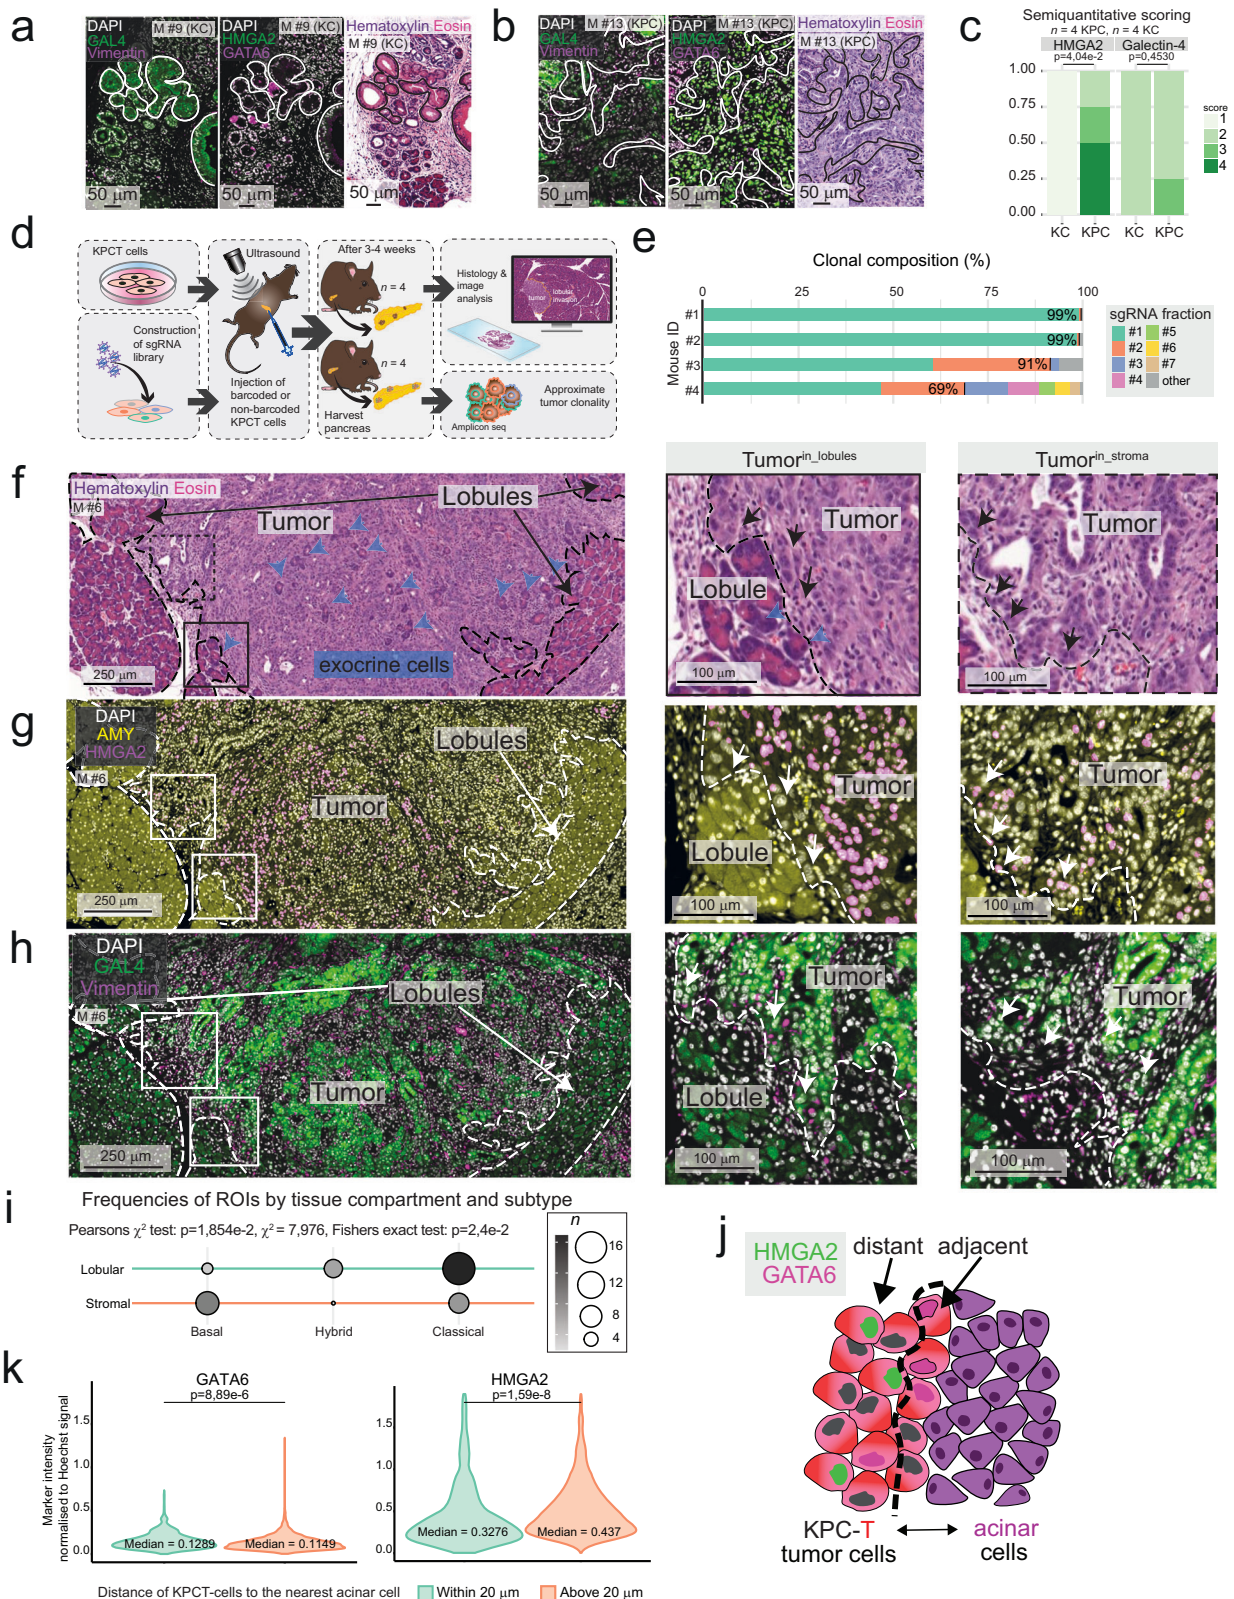 a
DAPI
GAL4
Vimentin
M #9 (KC)
50 µm
DAPI
HMGA2
GATA6
M #9 (KC)
50 µm
Hematoxylin Eosin
M #9 (KC)
50 µm
b
DAPI
GAL4
Vimentin
M #13 (KPC)
50 µm
DAPI
HMGA2
GATA6
M #13 (KPC)
50 µm
Hematoxylin Eosin
M #13 (KPC)
50 µm
c
Semiquantitative scoring
n = 4 KPC, n = 4 KC
HMGA2
Galectin-4
p=4,04e-2
p=0,4530
1.00
0.75
0.50
0.25
0.00
KC
KPC
KC
KPC
score
1
2
3
4
d
KPCT cells
Construction
of sgRNA
library
Ultrasound
Injection of
barcoded or
non-barcoded
KPCT cells
After 3-4 weeks
n = 4
n = 4
Harvest
pancreas
Histology &
image
analysis
tumor
lobular
invasion
Amplicon seq
Approximate
tumor clonality
e
Clonal composition (%)
0
25
50
75
100
Mouse ID
#1
99%
#2
99%
#3
91%
#4
69%
sgRNA fraction
#1
#2
#3
#4
#5
#6
#7
other
f
Hematoxylin Eosin
M #6
Tumor
Lobules
exocrine cells
250 µm
Tumor in_lobules
Tumor
Lobule
100 µm
Tumor in_stroma
Tumor
100 µm
g
DAPI
AMY
HMGA2
M #6
Lobules
Tumor
250 µm
Tumor
Lobule
100 µm
Tumor
100 µm
h
DAPI
GAL4
Vimentin
M #6
Lobules
Tumor
250 µm
Tumor
Lobule
100 µm
Tumor
100 µm
i
Frequencies of ROIs by tissue compartment and subtype
Pearsons χ² test: p=1,854e-2, χ² = 7,976, Fishers exact test: p=2,4e-2
Lobular
Stromal
Basal
Hybrid
Classical
n
16
12
8
4
j
HMGA2
GATA6
distant
adjacent
KPC-T
tumor cells
acinar
cells
k
Marker intensity
normalised to Hoechst signal
GATA6
p=8,89e-6
1.5
1.0
0.5
0.0
Median = 0.1289
Median = 0.1149
HMGA2
p=1,59e-8
1.5
1.0
0.5
0.0
Median = 0.3276
Median = 0.437
Distance of KPCT-cells to the nearest acinar cell
Within 20 µm
Above 20 µm